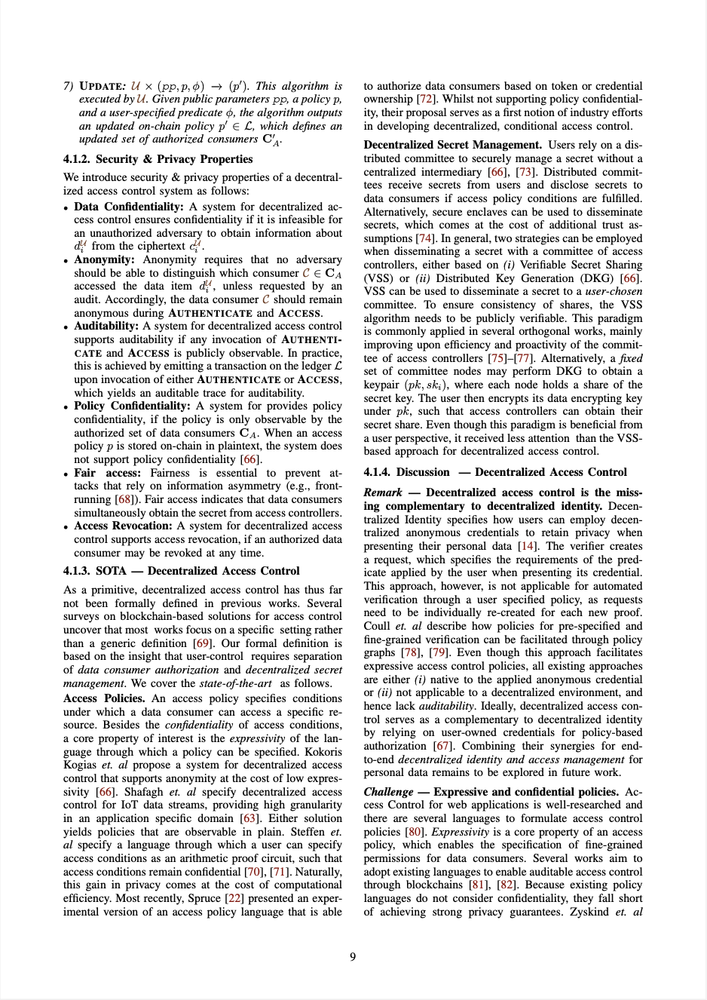 7) UPDATE: 𝒰 × (pp, p, ϕ) → (p′). This algorithm is
executed by 𝒰. Given public parameters pp, a policy p,
and a user-specified predicate ϕ, the algorithm outputs
an updated on-chain policy p′ ∈ ℒ, which defines an
updated set of authorized consumers C′_A.
4.1.2. Security & Privacy Properties
We introduce security & privacy properties of a decentral-
ized access control system as follows:
• Data Confidentiality: A system for decentralized ac-
cess control ensures confidentiality if it is infeasible for
an unauthorized adversary to obtain information about
d_i^𝒰 from the ciphertext c_i^𝒰.
• Anonymity: Anonymity requires that no adversary
should be able to distinguish which consumer 𝒞 ∈ C_A
accessed the data item d_i^𝒰, unless requested by an
audit. Accordingly, the data consumer 𝒞 should remain
anonymous during AUTHENTICATE and ACCESS.
• Auditability: A system for decentralized access control
supports auditability if any invocation of AUTHENTI-
CATE and ACCESS is publicly observable. In practice,
this is achieved by emitting a transaction on the ledger ℒ
upon invocation of either AUTHENTICATE or ACCESS,
which yields an auditable trace for auditability.
• Policy Confidentiality: A system for provides policy
confidentiality, if the policy is only observable by the
authorized set of data consumers C_A. When an access
policy p is stored on-chain in plaintext, the system does
not support policy confidentiality [66].
• Fair access: Fairness is essential to prevent at-
tacks that rely on information asymmetry (e.g., front-
running [68]). Fair access indicates that data consumers
simultaneously obtain the secret from access controllers.
• Access Revocation: A system for decentralized access
control supports access revocation, if an authorized data
consumer may be revoked at any time.
4.1.3. SOTA — Decentralized Access Control
As a primitive, decentralized access control has thus far
not been formally defined in previous works. Several
surveys on blockchain-based solutions for access control
uncover that most works focus on a specific setting rather
than a generic definition [69]. Our formal definition is
based on the insight that user-control requires separation
of data consumer authorization and decentralized secret
management. We cover the state-of-the-art as follows.
Access Policies. An access policy specifies conditions
under which a data consumer can access a specific re-
source. Besides the confidentiality of access conditions,
a core property of interest is the expressivity of the lan-
guage through which a policy can be specified. Kokoris
Kogias et. al propose a system for decentralized access
control that supports anonymity at the cost of low expres-
sivity [66]. Shafagh et. al specify decentralized access
control for IoT data streams, providing high granularity
in an application specific domain [63]. Either solution
yields policies that are observable in plain. Steffen et.
al specify a language through which a user can specify
access conditions as an arithmetic proof circuit, such that
access conditions remain confidential [70], [71]. Naturally,
this gain in privacy comes at the cost of computational
efficiency. Most recently, Spruce [22] presented an exper-
imental version of an access policy language that is able
to authorize data consumers based on token or credential
ownership [72]. Whilst not supporting policy confidential-
ity, their proposal serves as a first notion of industry efforts
in developing decentralized, conditional access control.
Decentralized Secret Management. Users rely on a dis-
tributed committee to securely manage a secret without a
centralized intermediary [66], [73]. Distributed commit-
tees receive secrets from users and disclose secrets to
data consumers if access policy conditions are fulfilled.
Alternatively, secure enclaves can be used to disseminate
secrets, which comes at the cost of additional trust as-
sumptions [74]. In general, two strategies can be employed
when disseminating a secret with a committee of access
controllers, either based on (i) Verifiable Secret Sharing
(VSS) or (ii) Distributed Key Generation (DKG) [66].
VSS can be used to disseminate a secret to a user-chosen
committee. To ensure consistency of shares, the VSS
algorithm needs to be publicly verifiable. This paradigm
is commonly applied in several orthogonal works, mainly
improving upon efficiency and proactivity of the commit-
tee of access controllers [75]–[77]. Alternatively, a fixed
set of committee nodes may perform DKG to obtain a
keypair (pk, sk_i), where each node holds a share of the
secret key. The user then encrypts its data encrypting key
under pk, such that access controllers can obtain their
secret share. Even though this paradigm is beneficial from
a user perspective, it received less attention than the VSS-
based approach for decentralized access control.
4.1.4. Discussion — Decentralized Access Control
Remark — Decentralized access control is the miss-
ing complementary to decentralized identity. Decen-
tralized Identity specifies how users can employ decen-
tralized anonymous credentials to retain privacy when
presenting their personal data [14]. The verifier creates
a request, which specifies the requirements of the pred-
icate applied by the user when presenting its credential.
This approach, however, is not applicable for automated
verification through a user specified policy, as requests
need to be individually re-created for each new proof.
Coull et. al describe how policies for pre-specified and
fine-grained verification can be facilitated through policy
graphs [78], [79]. Even though this approach facilitates
expressive access control policies, all existing approaches
are either (i) native to the applied anonymous credential
or (ii) not applicable to a decentralized environment, and
hence lack auditability. Ideally, decentralized access con-
trol serves as a complementary to decentralized identity
by relying on user-owned credentials for policy-based
authorization [67]. Combining their synergies for end-
to-end decentralized identity and access management for
personal data remains to be explored in future work.
Challenge — Expressive and confidential policies. Ac-
cess Control for web applications is well-researched and
there are several languages to formulate access control
policies [80]. Expressivity is a core property of an access
policy, which enables the specification of fine-grained
permissions for data consumers. Several works aim to
adopt existing languages to enable auditable access control
through blockchains [81], [82]. Because existing policy
languages do not consider confidentiality, they fall short
of achieving strong privacy guarantees. Zyskind et. al
9